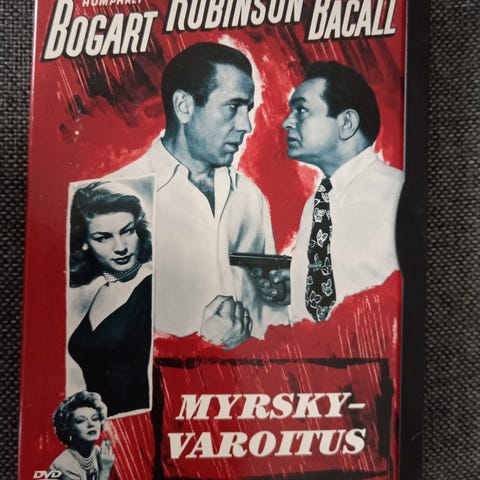 HUMPHREY
BOGART ROBINSON BACALL
MYRSKY-
VAROITUS
DVD